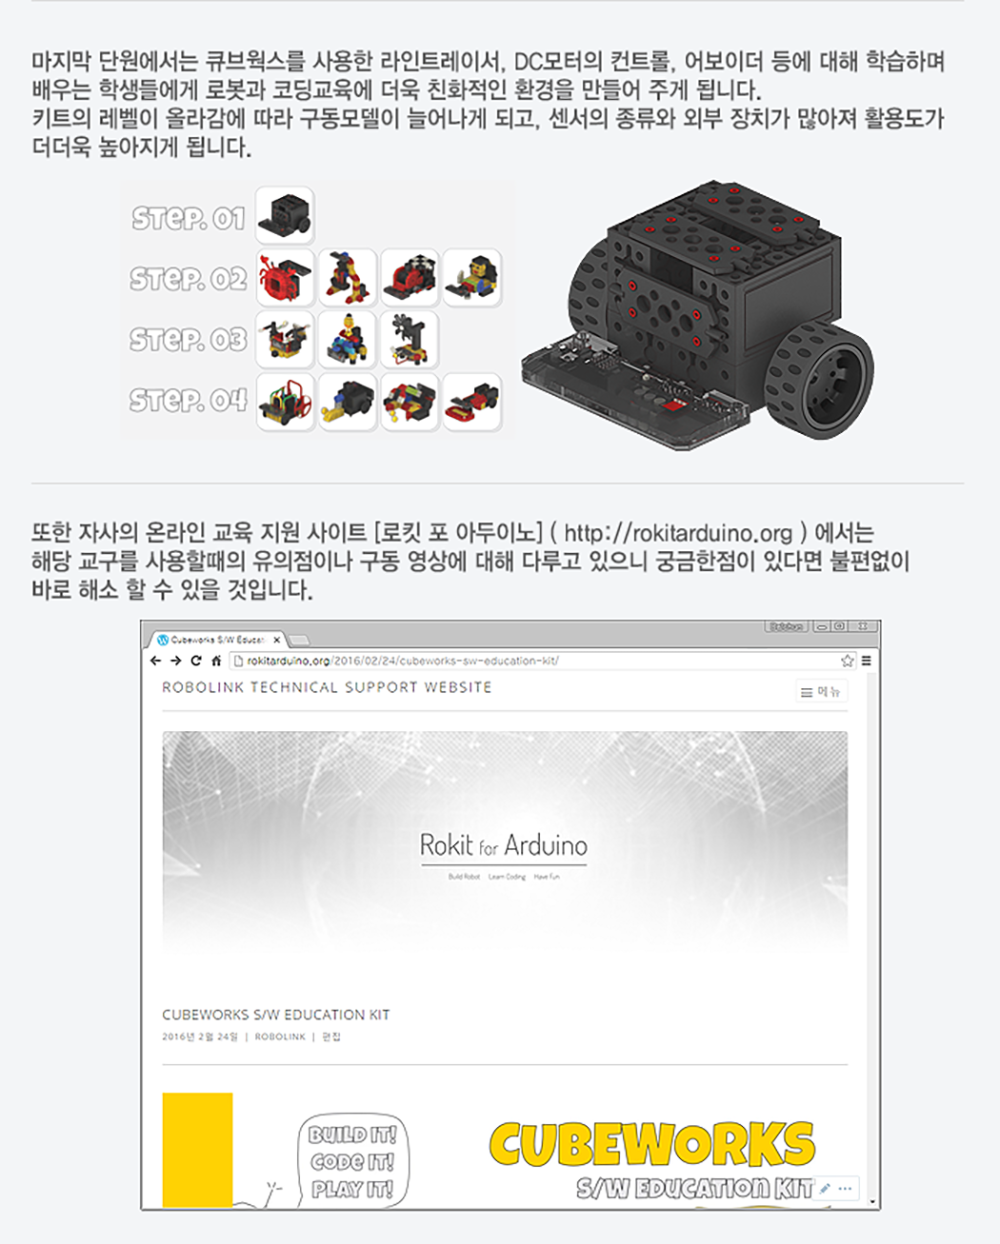 마지막 단원에서는 큐브웍스를 사용한 라인트레이서, DC모터의 컨트롤, 어보이더 등에 대해 학습하며
배우는 학생들에게 로봇과 코딩교육에 더욱 친화적인 환경을 만들어 주게 됩니다.
키트의 레벨이 올라감에 따라 구동모델이 늘어나게 되고, 센서의 종류와 외부 장치가 많아져 활용도가
더더욱 높아지게 됩니다.
STEP. 01
STEP. 02
STEP. 03
STEP. 04
또한 자사의 온라인 교육 지원 사이트 [로킷 포 아두이노] ( http://rokitarduino.org ) 에서는
해당 교구를 사용할때의 유의점이나 구동 영상에 대해 다루고 있으니 궁금한점이 있다면 불편없이
바로 해소 할 수 있을 것입니다.
Cubeworks S/W Educa
rokitarduino.org/2016/02/24/cubeworks-sw-education-kit/
ROBOLINK TECHNICAL SUPPORT WEBSITE
메뉴
Rokit for Arduino
Build Robot Learn Coding Have Fun
CUBEWORKS S/W EDUCATION KIT
2016년 2월 24일 | ROBOLINK | 편집
BUILD IT!
CODE IT!
PLAY IT!
CUBEWORKS
S/W EDUCATION KIT